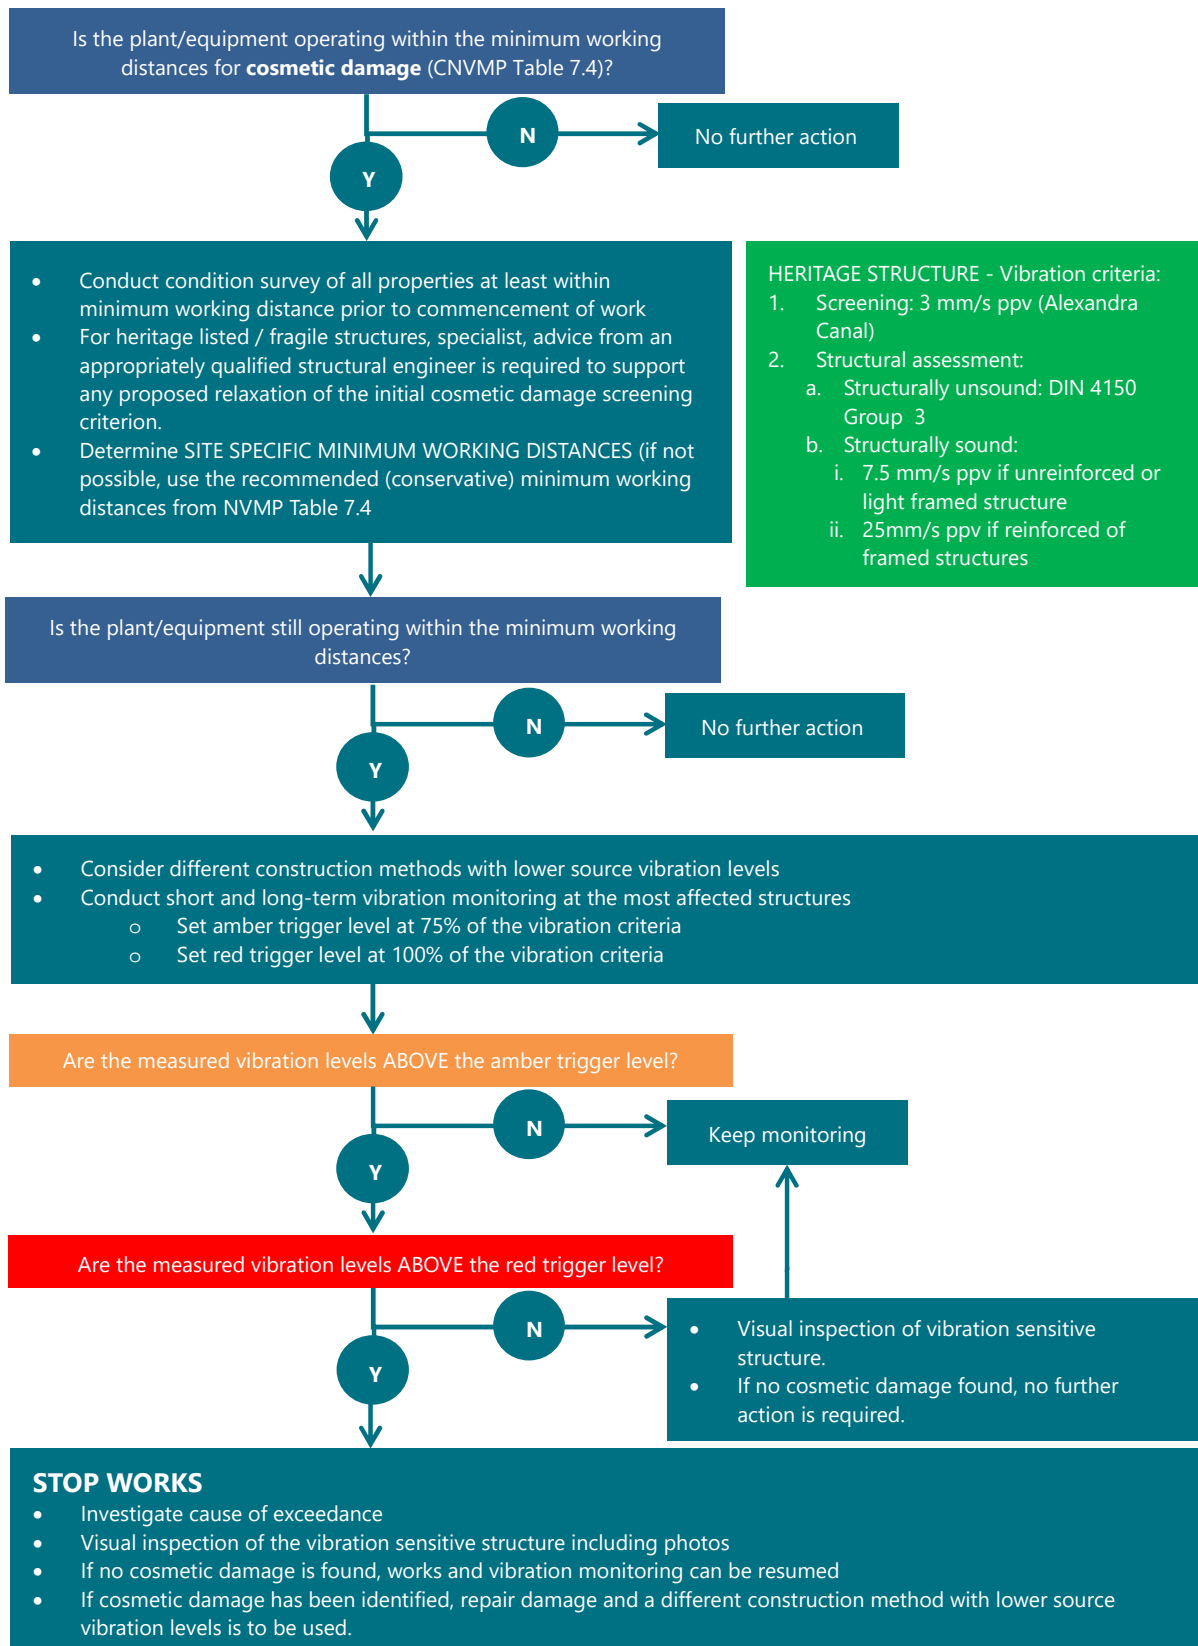 Is the plant/equipment operating within the minimum working
distances for cosmetic damage (CNVMP Table 7.4)?
N
No further action
Y
• Conduct condition survey of all properties at least within
minimum working distance prior to commencement of work
• For heritage listed / fragile structures, specialist, advice from an
appropriately qualified structural engineer is required to support
any proposed relaxation of the initial cosmetic damage screening
criterion.
• Determine SITE SPECIFIC MINIMUM WORKING DISTANCES (if not
possible, use the recommended (conservative) minimum working
distances from NVMP Table 7.4
HERITAGE STRUCTURE - Vibration criteria:
1. Screening: 3 mm/s ppv (Alexandra
Canal)
2. Structural assessment:
a. Structurally unsound: DIN 4150
Group 3
b. Structurally sound:
i. 7.5 mm/s ppv if unreinforced or
light framed structure
ii. 25mm/s ppv if reinforced of
framed structures
Is the plant/equipment still operating within the minimum working
distances?
N
No further action
Y
• Consider different construction methods with lower source vibration levels
• Conduct short and long-term vibration monitoring at the most affected structures
o Set amber trigger level at 75% of the vibration criteria
o Set red trigger level at 100% of the vibration criteria
Are the measured vibration levels ABOVE the amber trigger level?
N
Keep monitoring
Y
Are the measured vibration levels ABOVE the red trigger level?
N
• Visual inspection of vibration sensitive
structure.
• If no cosmetic damage found, no further
action is required.
Y
STOP WORKS
• Investigate cause of exceedance
• Visual inspection of the vibration sensitive structure including photos
• If no cosmetic damage is found, works and vibration monitoring can be resumed
• If cosmetic damage has been identified, repair damage and a different construction method with lower source
vibration levels is to be used.